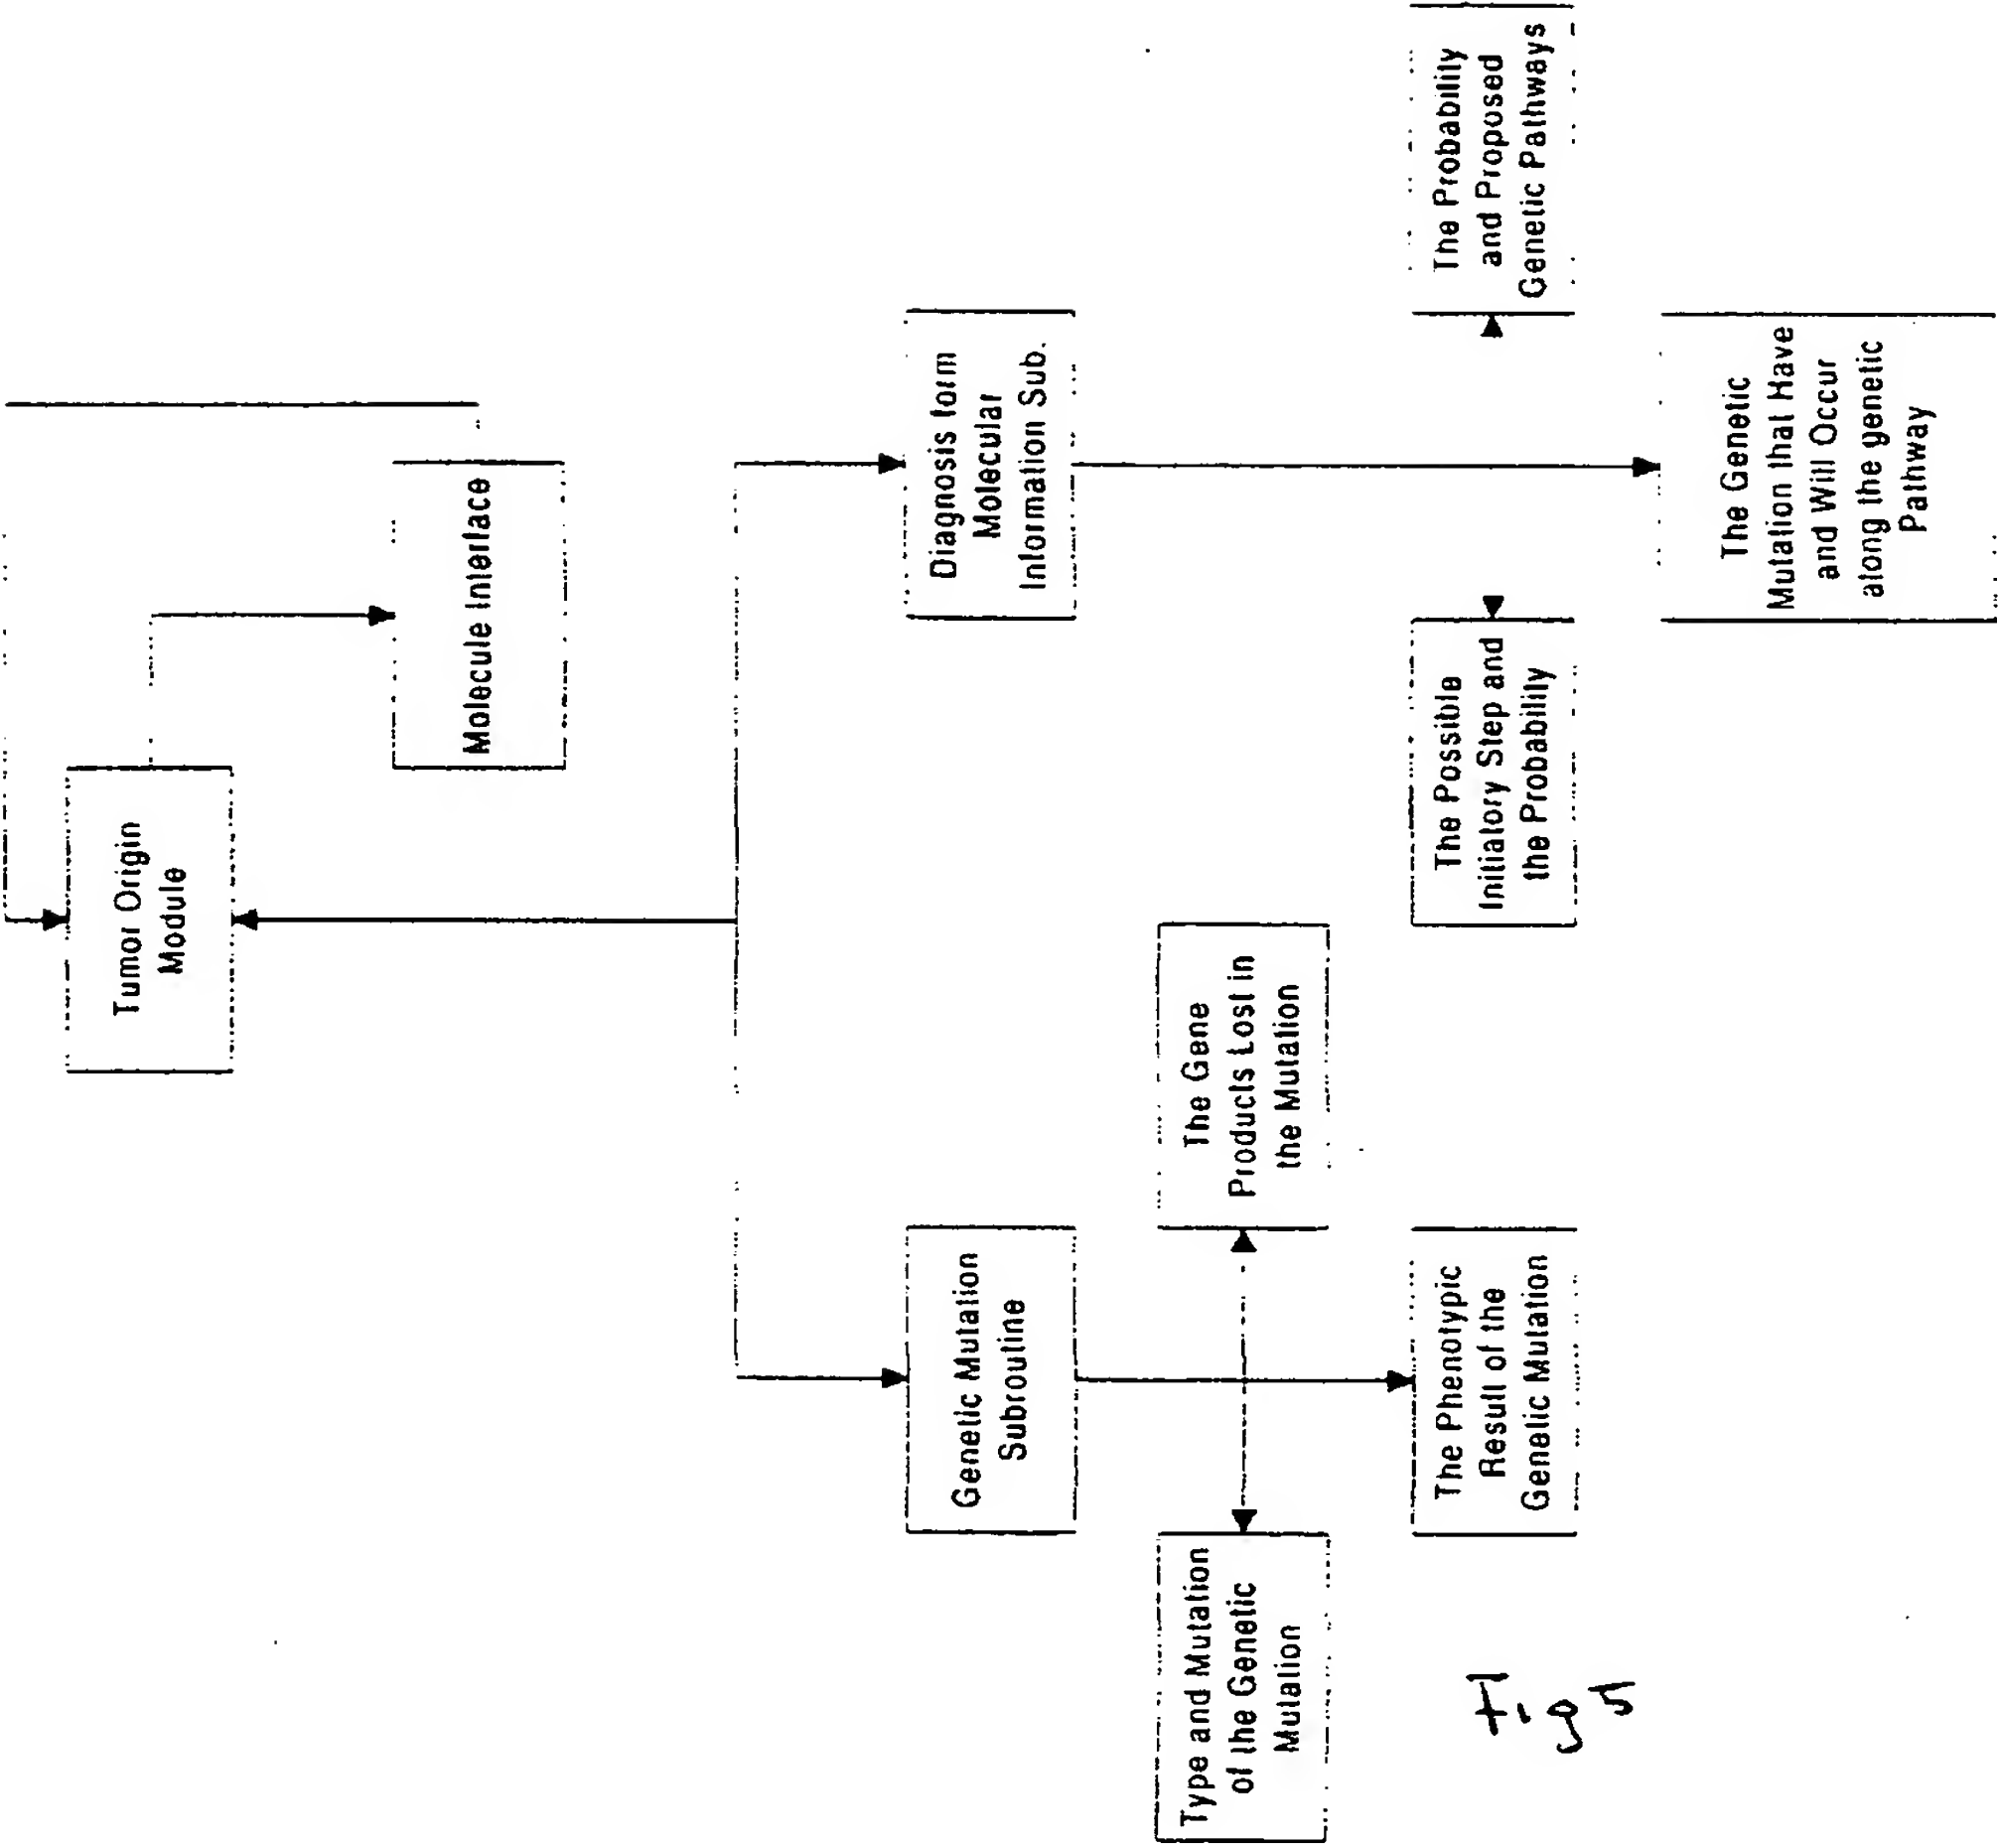 Tumor Origin
Module
Molecule Interface
Genetic Mutation
Subroutine
Diagnosis form
Molecular
Information Sub.
Type and Mutation
of the Genetic
Mutation
The Gene
Products Lost in
the Mutation
The Phenotypic
Result of the
Genetic Mutation
The Possible
Initiatory Step and
the Probability
The Probability
and Proposed
Genetic Pathways
The Genetic
Mutation that Have
and Will Occur
along the genetic
Pathway
Fig 5